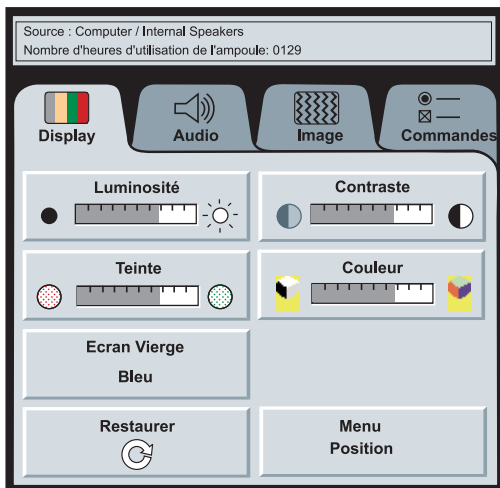 Source : Computer / Internal Speakers
Nombre d'heures d'utilisation de l'ampoule: 0129
Display
Audio
Image
Commandes
Luminosité
Contraste
Teinte
Couleur
Ecran Vierge
Bleu
Restaurer
Menu
Position